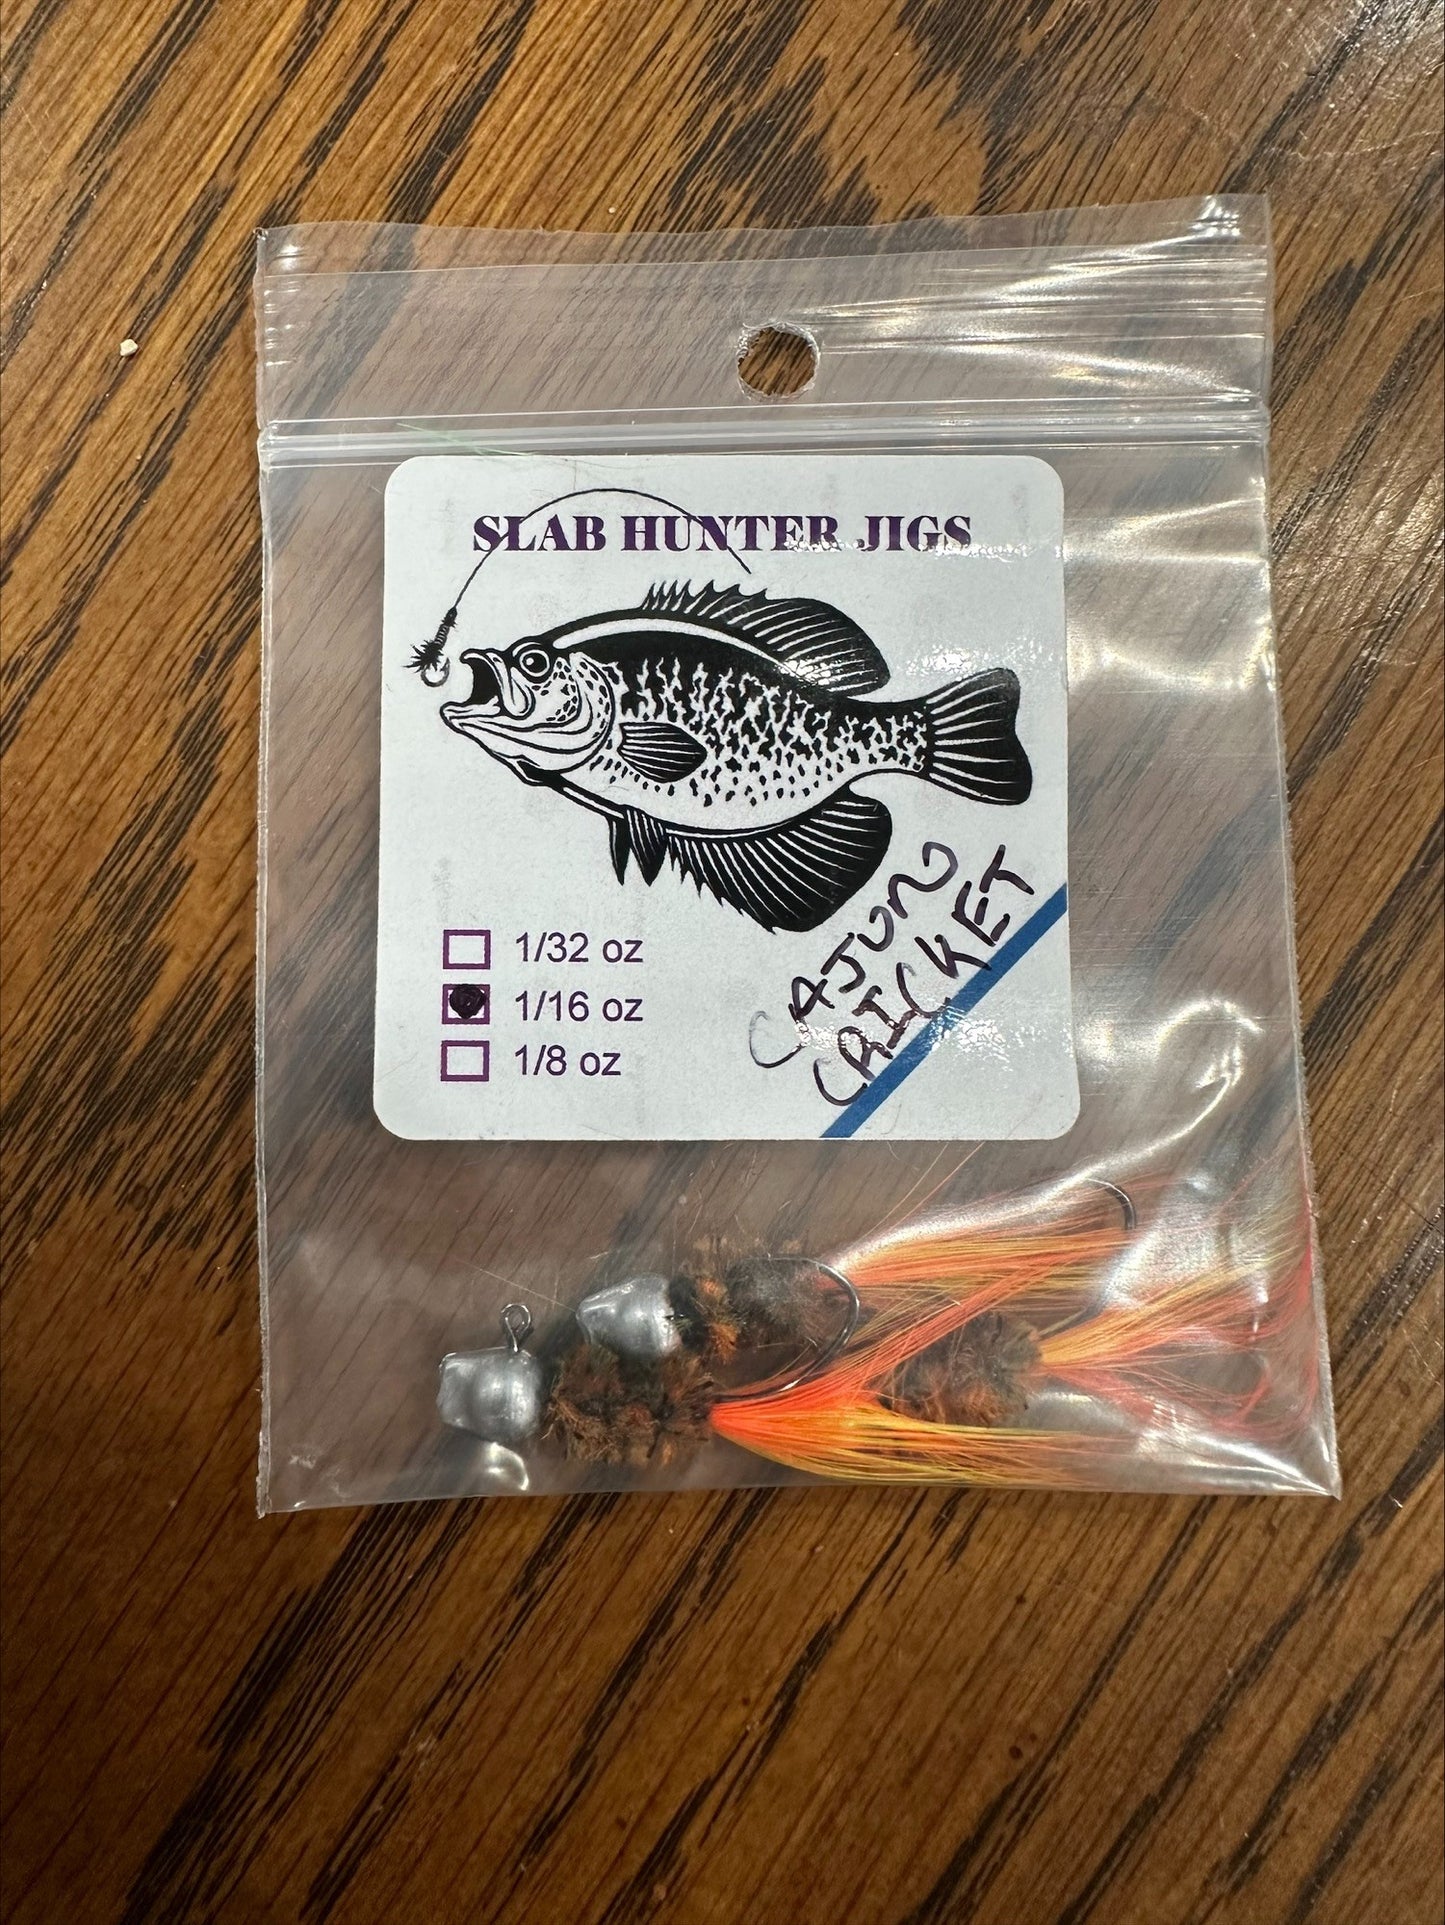 SLAB HUNTER JIGS
1/32 oz
1/16 oz
1/8 oz
CAJUN
CRICKET